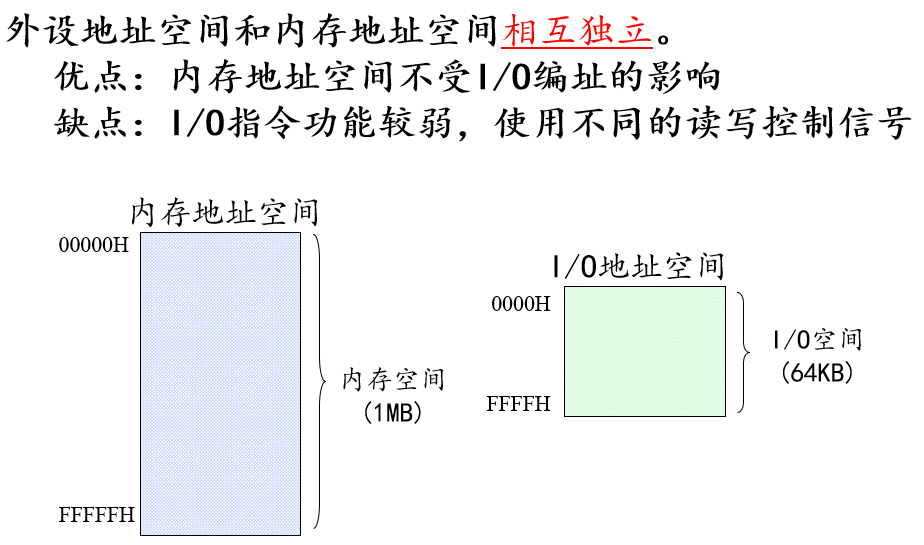 外设地址空间和内存地址空间相互独立。
优点：内存地址空间不受I/O编址的影响
缺点：I/O指令功能较弱，使用不同的读写控制信号
内存地址空间
00000H
内存空间
(1MB)
FFFFFH
I/O地址空间
0000H
I/O空间
(64KB)
FFFFH